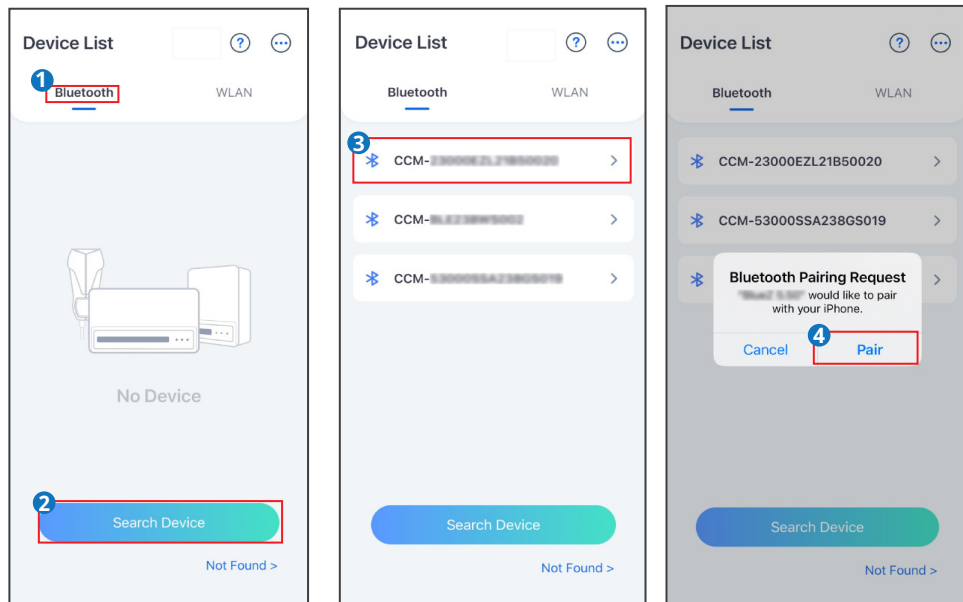 Device List
?
1
Bluetooth
WLAN
No Device
2
Search Device
Not Found >
Device List
?
Bluetooth
WLAN
3
CCM-23000EZL21B50020
CCM-
CCM-53000SSA238GS019
Search Device
Not Found >
Device List
?
Bluetooth
WLAN
CCM-23000EZL21B50020
CCM-53000SSA238GS019
Bluetooth Pairing Request
would like to pair
with your iPhone.
4
Cancel
Pair
Search Device
Not Found >